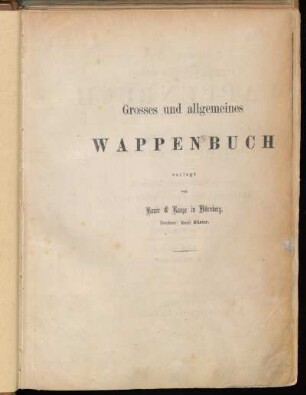 Grosses und allgemeines
WAPPENBUCH
verlegt
von
Bauer & Raspe in Nürnberg.